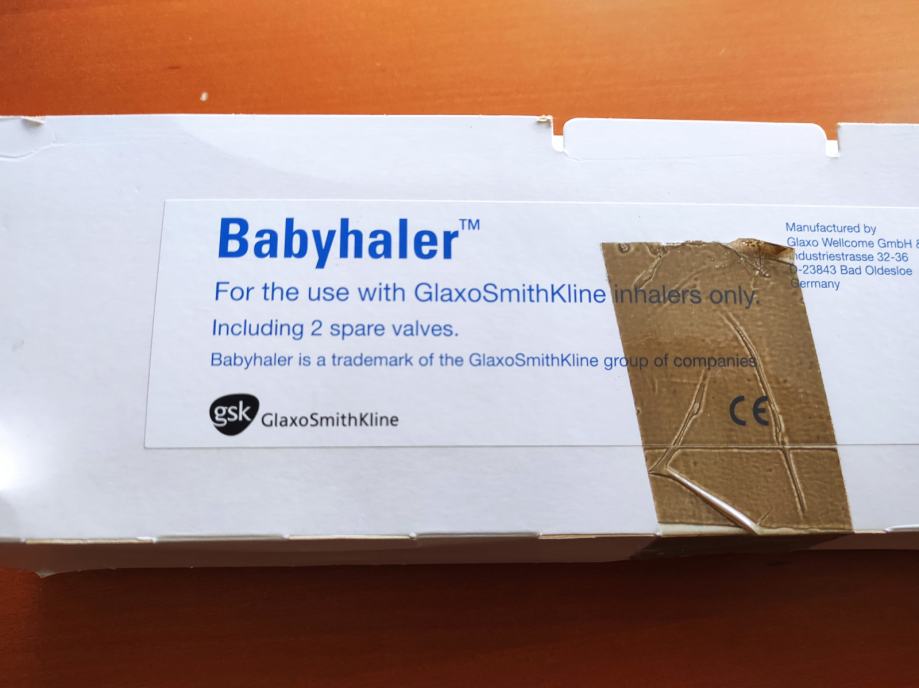 Babyhaler™
For the use with GlaxoSmithKline inhalers only.
Including 2 spare valves.
Babyhaler is a trademark of the GlaxoSmithKline group of companies
gsk GlaxoSmithKline
CE
Manufactured by
Glaxo Wellcome GmbH &
Industriestrasse 32-36
D-23843 Bad Oldesloe
Germany